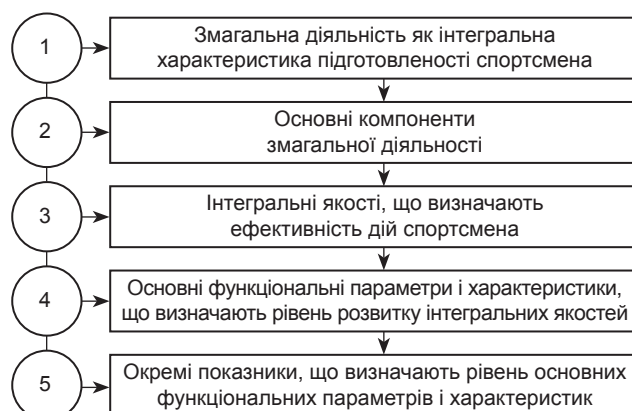 1
Змагальна діяльність як інтегральна
характеристика підготовленості спортсмена
2
Основні компоненти
змагальної діяльності
3
Інтегральні якості, що визначають
ефективність дій спортсмена
4
Основні функціональні параметри і характеристики,
що визначають рівень розвитку інтегральних якостей
5
Окремі показники, що визначають рівень основних
функціональних параметрів і характеристик